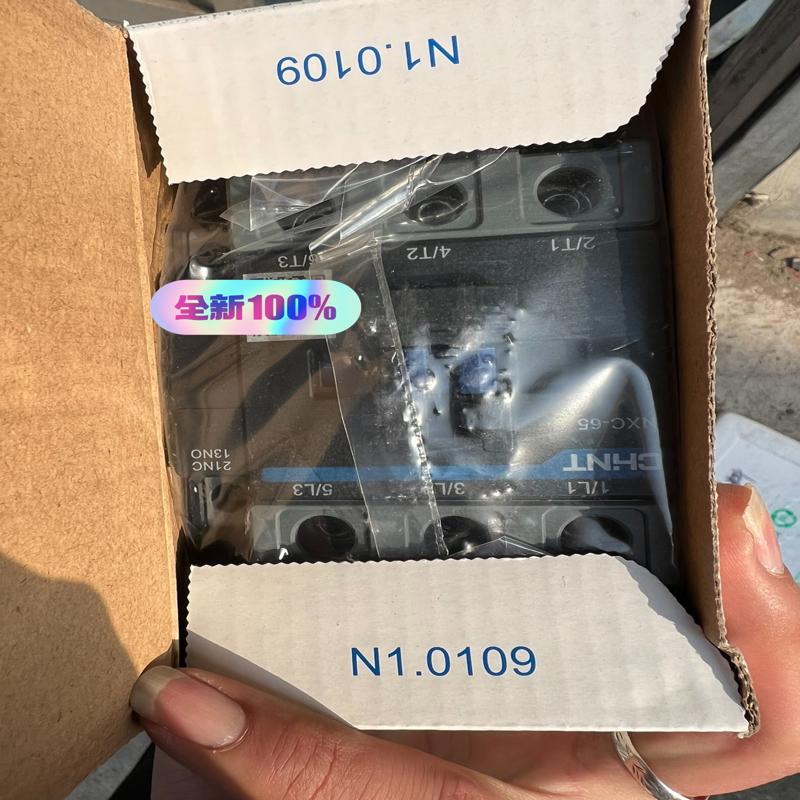 N1.0109
6/T3 4/T2 2/T1
全新100%
NXC-65
21NC
13NO
CHNT
5/L3 3/L 1/L1
N1.0109